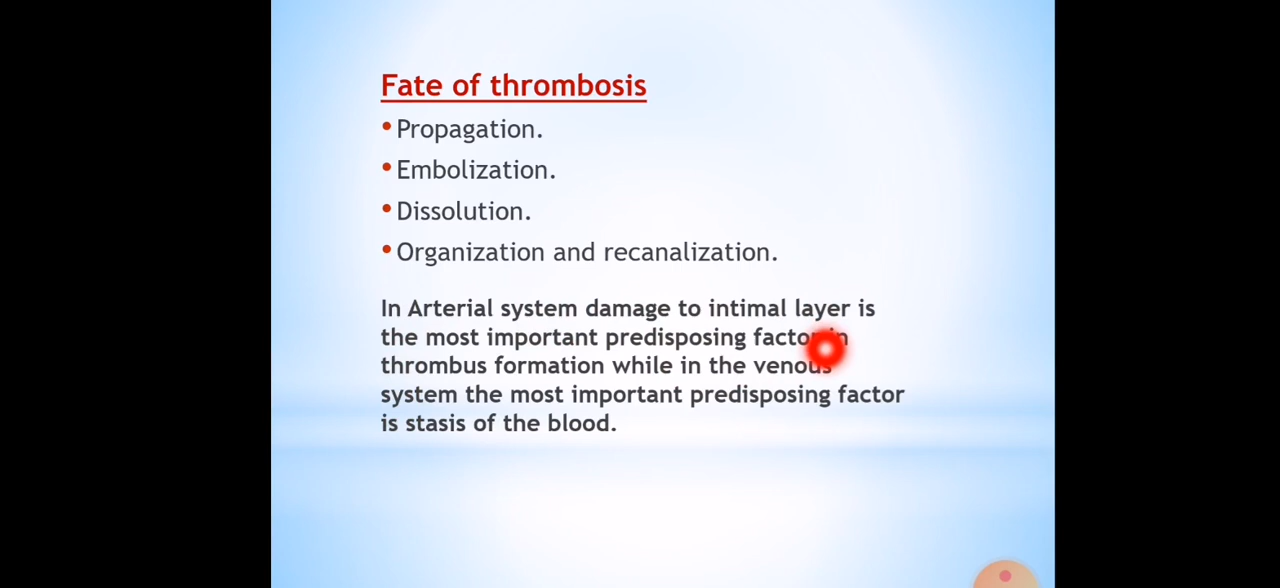 Fate of thrombosis
• Propagation.
• Embolization.
• Dissolution.
• Organization and recanalization.
In Arterial system damage to intimal layer is
the most important predisposing factor in
thrombus formation while in the venous
system the most important predisposing factor
is stasis of the blood.